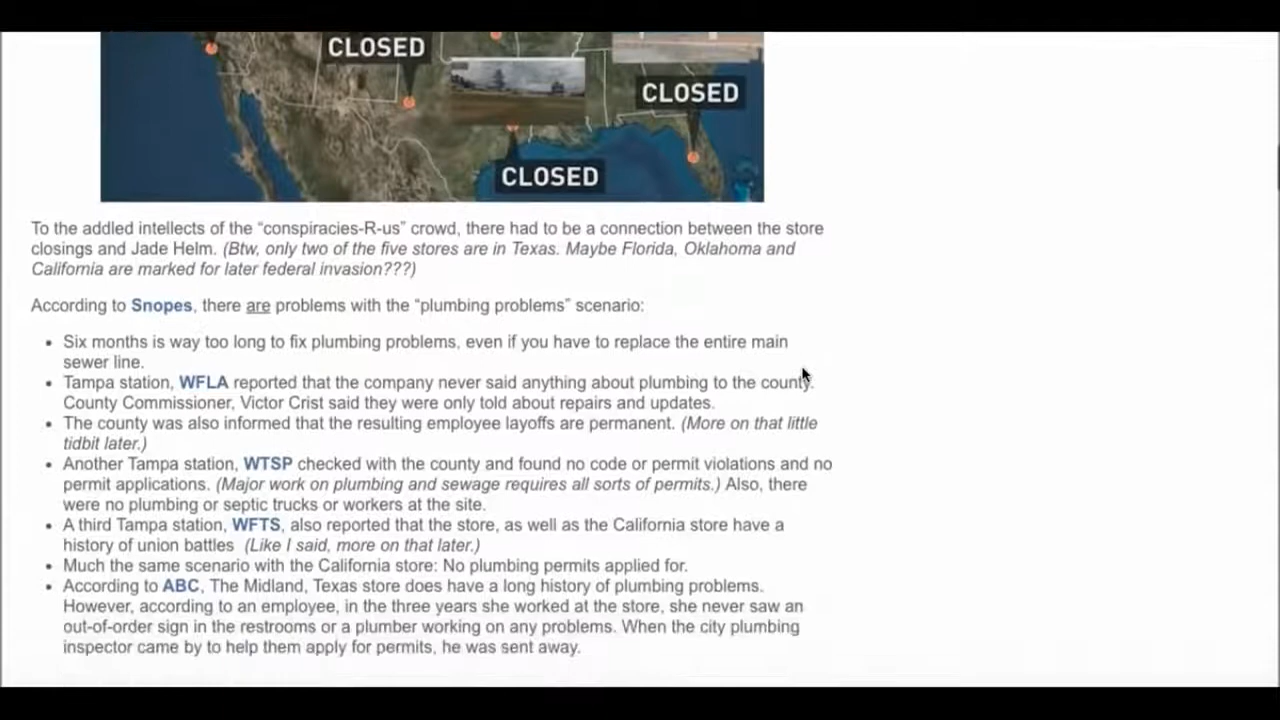 CLOSED
CLOSED
CLOSED
To the addled intellects of the “conspiracies-R-us” crowd, there had to be a connection between the store
closings and Jade Helm. (Btw, only two of the five stores are in Texas. Maybe Florida, Oklahoma and
California are marked for later federal invasion???)
According to Snopes, there are problems with the “plumbing problems” scenario:
• Six months is way too long to fix plumbing problems, even if you have to replace the entire main
sewer line.
• Tampa station, WFLA reported that the company never said anything about plumbing to the county.
County Commissioner, Victor Crist said they were only told about repairs and updates.
• The county was also informed that the resulting employee layoffs are permanent. (More on that little
tidbit later.)
• Another Tampa station, WTSP checked with the county and found no code or permit violations and no
permit applications. (Major work on plumbing and sewage requires all sorts of permits.) Also, there
were no plumbing or septic trucks or workers at the site.
• A third Tampa station, WFTS, also reported that the store, as well as the California store have a
history of union battles (Like I said, more on that later.)
• Much the same scenario with the California store: No plumbing permits applied for.
• According to ABC, The Midland, Texas store does have a long history of plumbing problems.
However, according to an employee, in the three years she worked at the store, she never saw an
out-of-order sign in the restrooms or a plumber working on any problems. When the city plumbing
inspector came by to help them apply for permits, he was sent away.